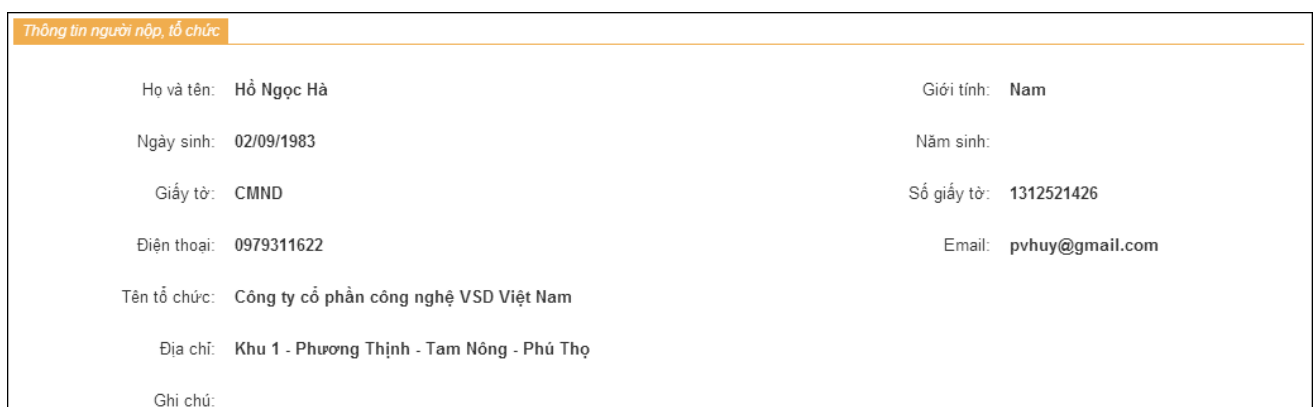 Thông tin người nộp, tổ chức
Họ và tên: Hồ Ngọc Hà Giới tính: Nam
Ngày sinh: 02/09/1983 Năm sinh:
Giấy tờ: CMND Số giấy tờ: 1312521426
Điện thoại: 0979311622 Email: pvhuy@gmail.com
Tên tổ chức: Công ty cổ phần công nghệ VSD Việt Nam
Địa chỉ: Khu 1 - Phương Thịnh - Tam Nông - Phú Thọ
Ghi chú: